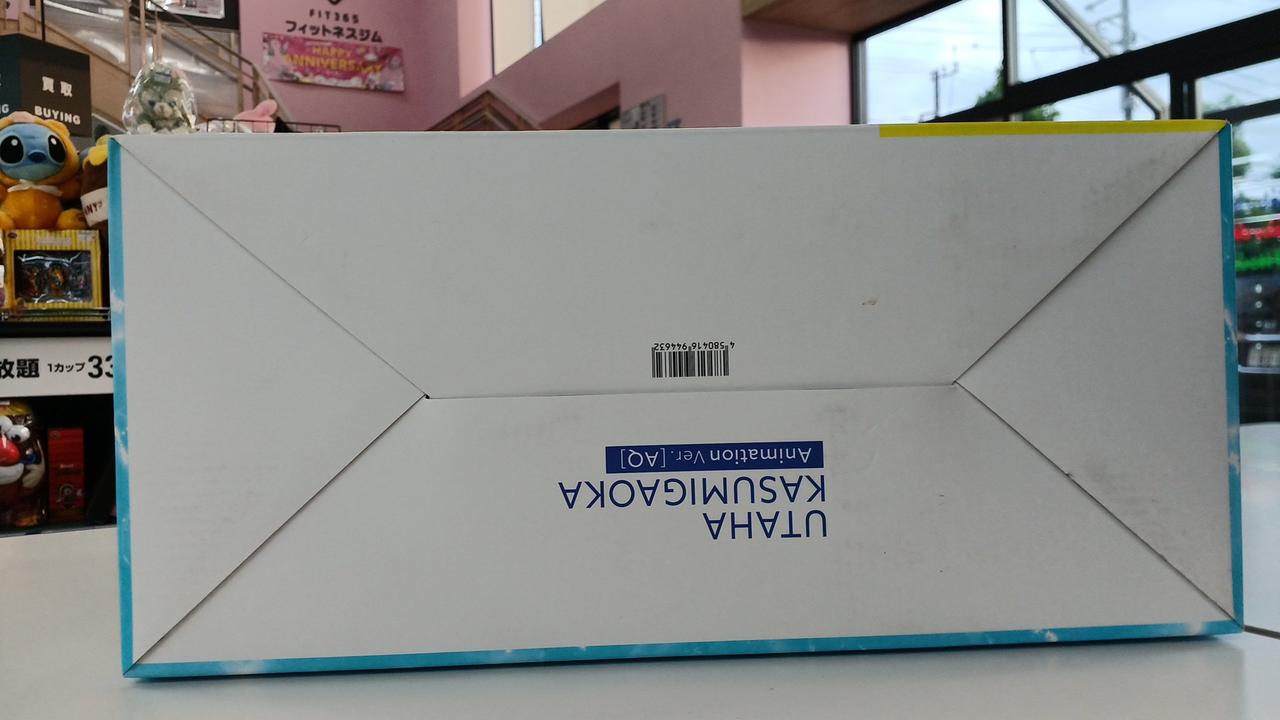 FIT365
フィットネスジム
HAPPY
ANNIVERSARY
買取
BUYING
放題 1カップ 33
4 580416 944632
UTAHA
KASUMIGAOKA
Animation Ver. [AQ]